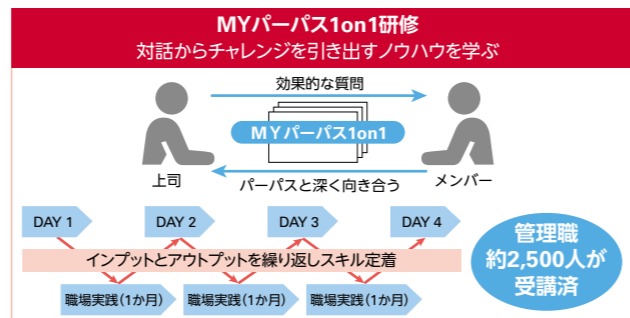 MYパーパス1on1研修
対話からチャレンジを引き出すノウハウを学ぶ
効果的な質問
MYパーパス1on1
上司
メンバー
パーパスと深く向き合う
DAY 1
DAY 2
DAY 3
DAY 4
インプットとアウトプットを繰り返しスキル定着
職場実践(1か月)
職場実践(1か月)
職場実践(1か月)
管理職
約2,500人が
受講済